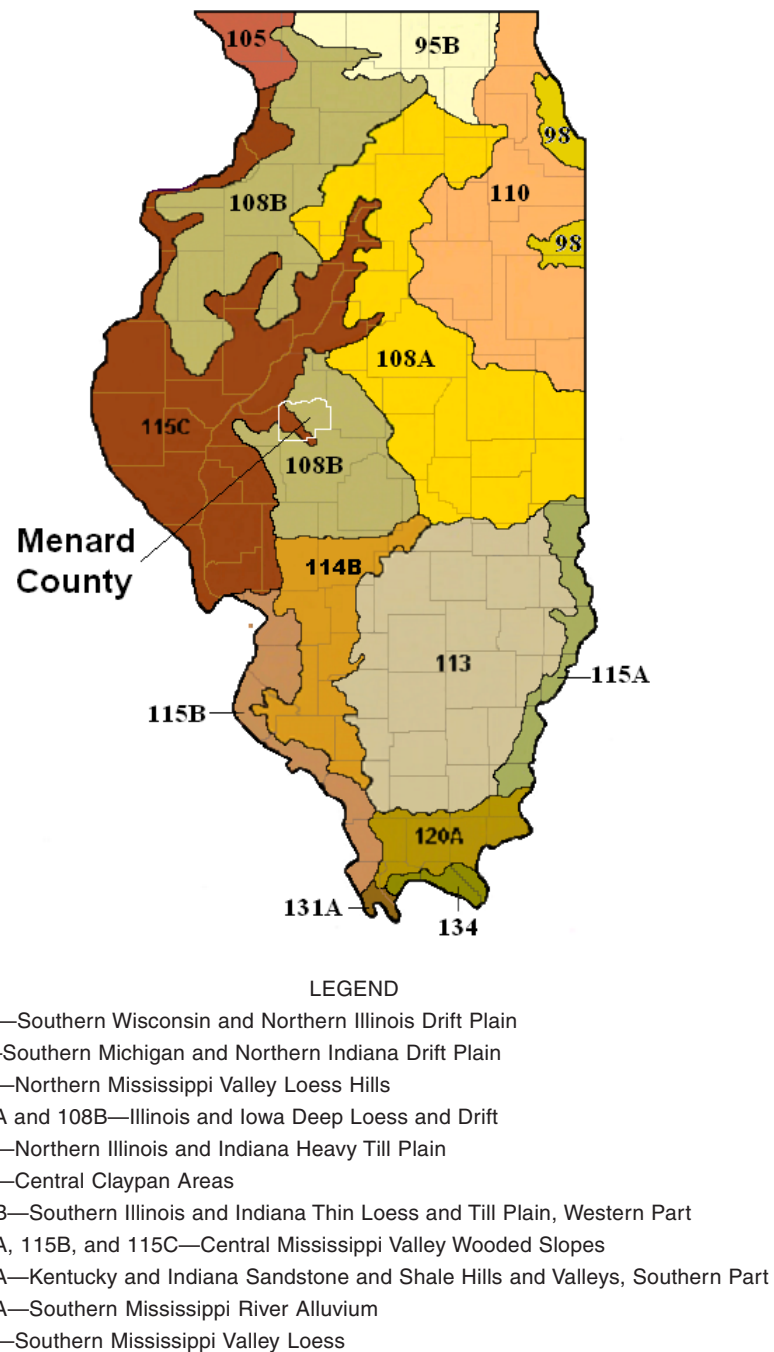 105
95B
98
108B
110
98
108A
115C
108B
Menard
County
114B
113
115A
115B
120A
131A
134
LEGEND
—Southern Wisconsin and Northern Illinois Drift Plain
-Southern Michigan and Northern Indiana Drift Plain
—Northern Mississippi Valley Loess Hills
A and 108B—Illinois and Iowa Deep Loess and Drift
—Northern Illinois and Indiana Heavy Till Plain
—Central Claypan Areas
B—Southern Illinois and Indiana Thin Loess and Till Plain, Western Part
A, 115B, and 115C—Central Mississippi Valley Wooded Slopes
A—Kentucky and Indiana Sandstone and Shale Hills and Valleys, Southern Part
A—Southern Mississippi River Alluvium
—Southern Mississippi Valley Loess